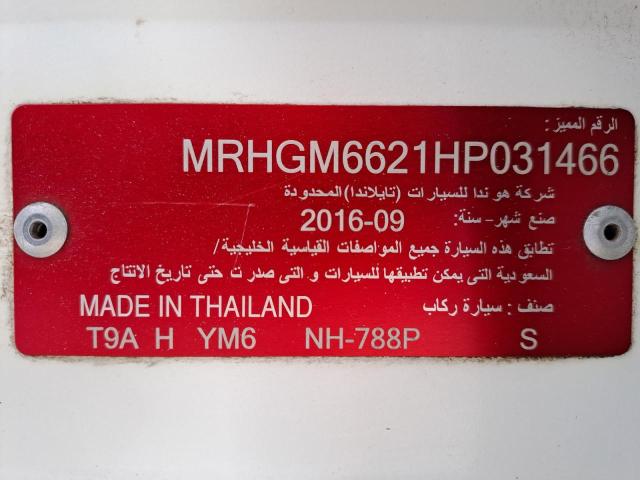 الرقم المميز:
MRHGM6621HP031466
شركة هوندا للسيارات (تايلاندا) المحدودة
صنع شهر- سنة: 2016-09
تطابق هذه السيارة جميع المواصفات القياسية الخليجية/
السعودية التى يمكن تطبيقها للسيارات و التى صدرت حتى تاريخ الانتاج
MADE IN THAILAND صنف : سيارة ركاب
T9A H YM6 NH-788P S